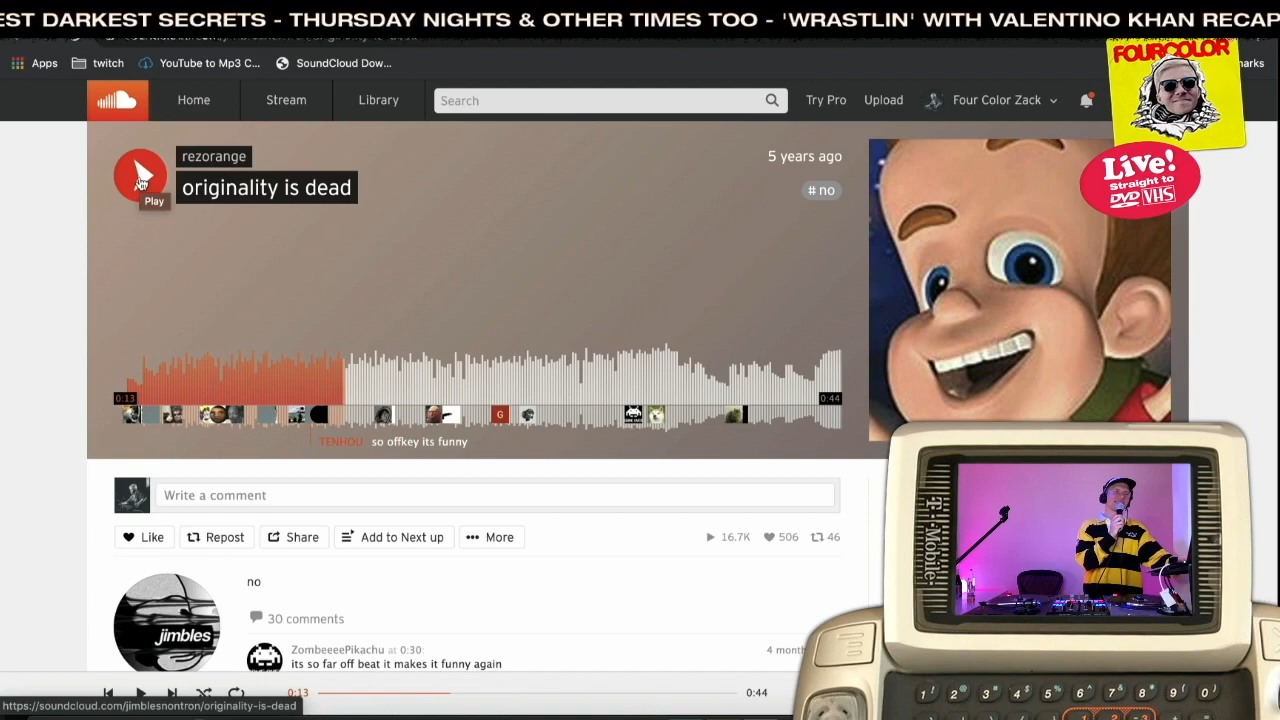 EST DARKEST SECRETS - THURSDAY NIGHTS & OTHER TIMES TOO - 'WRASTLIN' WITH VALENTINO KHAN RECAP
Apps
twitch
YouTube to Mp3 C...
SoundCloud Dow...
marks
FOURCOLOR
Home
Stream
Library
Search
Try Pro
Upload
Four Color Zack
Live!
Straight to
DVD VHS
rezorange
5 years ago
originality is dead
# no
Play
0:13
0:44
G
TENHOU so offkey its funny
Write a comment
Like
Repost
Share
Add to Next up
More
16.7K
506
46
T-Mobile
no
jimbles
30 comments
ZombeeeePikachu at 0:30:
4 month
its so far off beat it makes it funny again
0:13
0:44
https://soundcloud.com/jimblesnontron/originality-is-dead
1 2 3 4 5 6 7 8 9 0